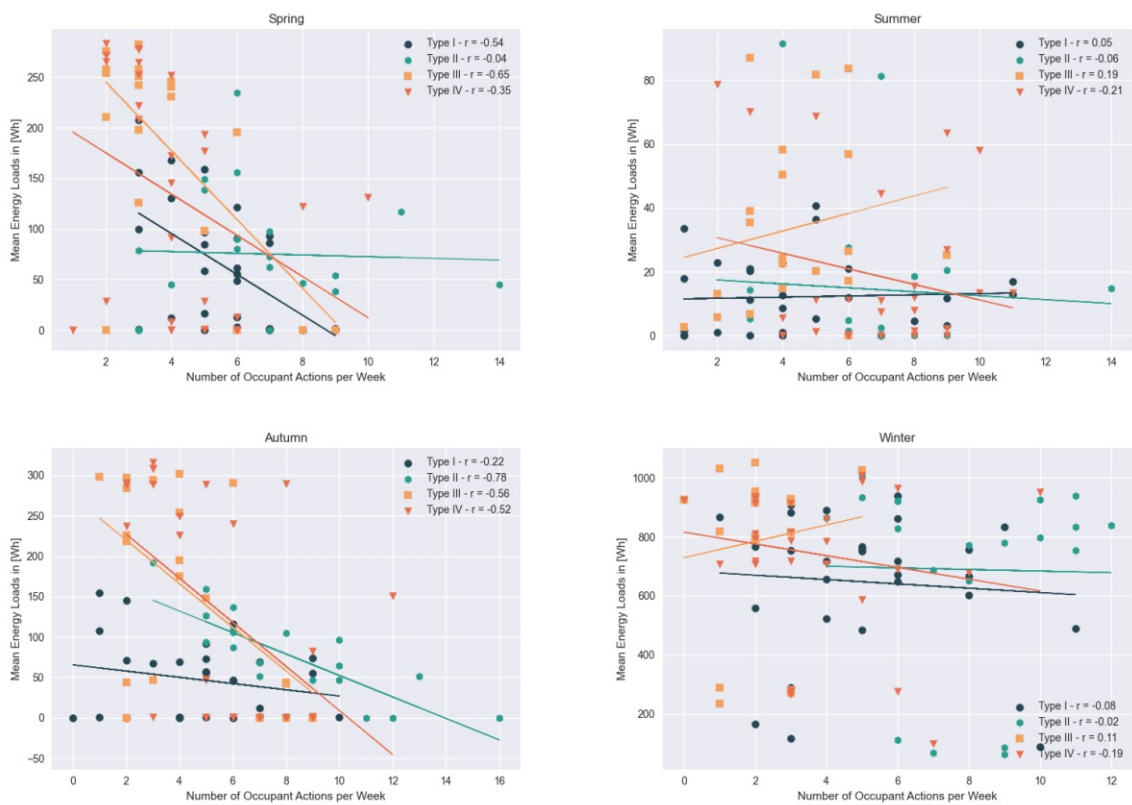 Spring
Type I - r = -0.54
Type II - r = -0.04
Type III - r = -0.65
Type IV - r = -0.35
Mean Energy Loads in [Wh]
250
200
150
100
50
0
2 4 6 8 10 12 14
Number of Occupant Actions per Week
Summer
Type I - r = 0.05
Type II - r = -0.06
Type III - r = 0.19
Type IV - r = -0.21
Mean Energy Loads in [Wh]
80
60
40
20
0
2 4 6 8 10 12 14
Number of Occupant Actions per Week
Autumn
Type I - r = -0.22
Type II - r = -0.78
Type III - r = -0.56
Type IV - r = -0.52
Mean Energy Loads in [Wh]
300
250
200
150
100
50
0
−50
0 2 4 6 8 10 12 14 16
Number of Occupant Actions per Week
Winter
Mean Energy Loads in [Wh]
1000
800
600
400
200
Type I - r = -0.08
Type II - r = -0.02
Type III - r = 0.11
Type IV - r = -0.19
0 2 4 6 8 10 12
Number of Occupant Actions per Week